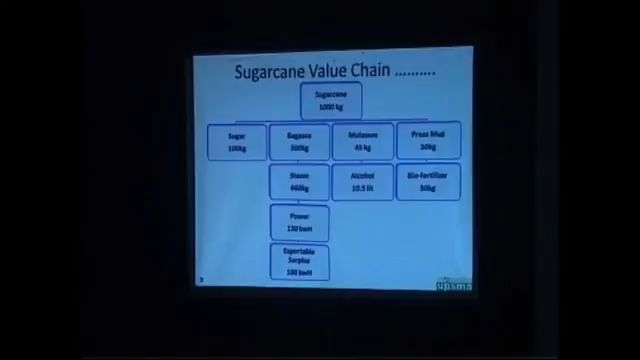 Sugarcane Value Chain ..........
Sugarcane
1000 kg
Sugar
100kg
Bagasse
300kg
Molasses
45 kg
Press Mud
30kg
Steam
660kg
Alcohol
10.5 lit
Bio-fertilizer
30kg
Power
130 kwH
Exportable
Surplus
100 kwH
upsma